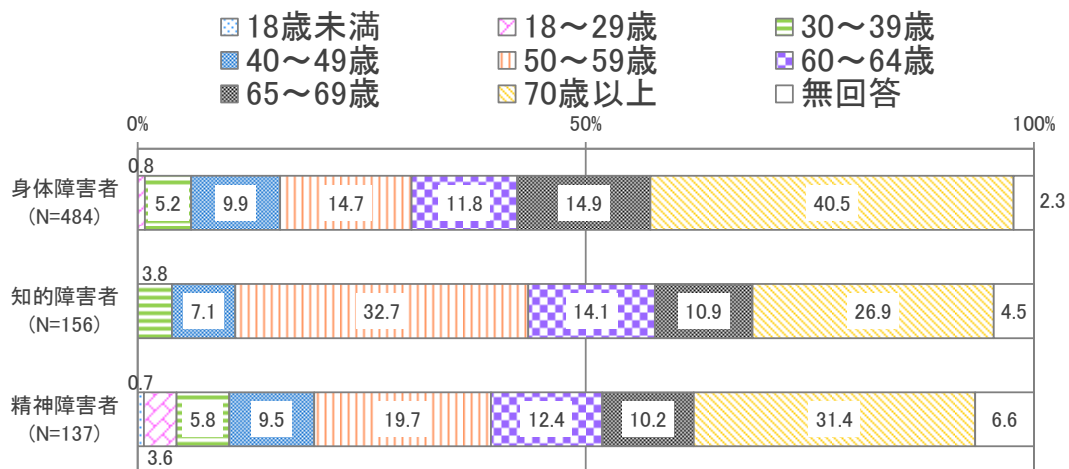 18歳未満 18～29歳 30～39歳
40～49歳 50～59歳 60～64歳
65～69歳 70歳以上 無回答
0% 50% 100%
0.8
身体障害者 5.2 9.9 14.7 11.8 14.9 40.5 2.3
(N=484)
3.8
知的障害者 7.1 32.7 14.1 10.9 26.9 4.5
(N=156)
0.7
精神障害者 5.8 9.5 19.7 12.4 10.2 31.4 6.6
(N=137)
3.6